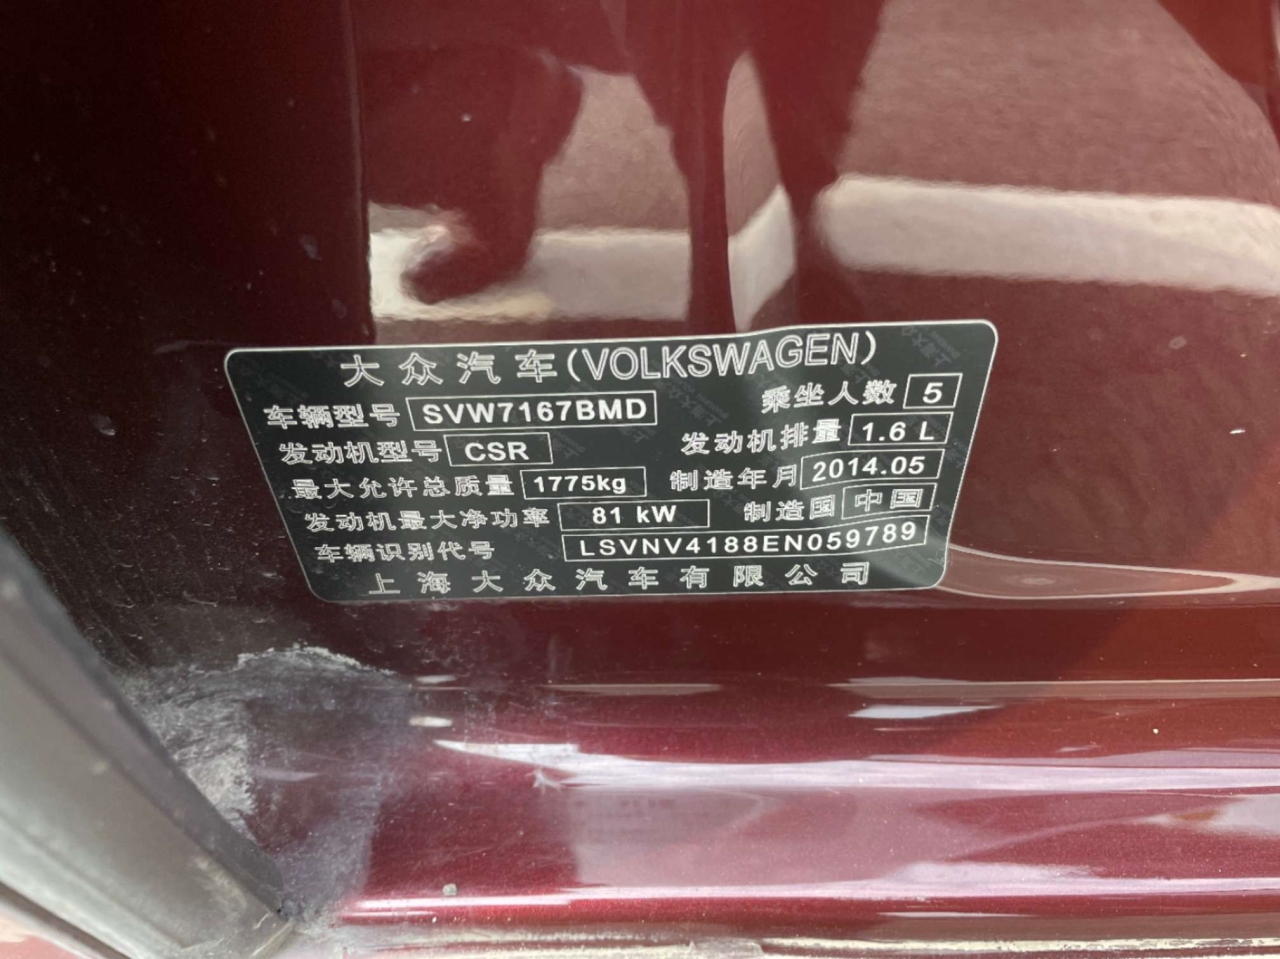 大众汽车(VOLKSWAGEN)
车辆型号 SVW7167BMD 乘坐人数 5
发动机型号 CSR 发动机排量 1.6 L
最大允许总质量 1775kg 制造年月 2014.05
发动机最大净功率 81 kW 制造国 中国
车辆识别代号 LSVNV4188EN059789
上海大众汽车有限公司